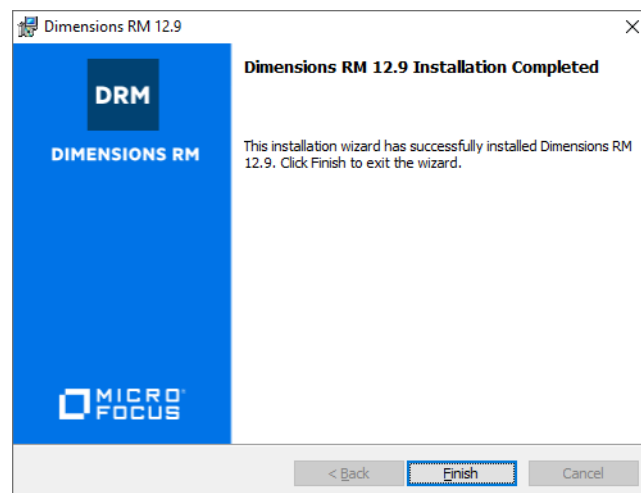 Dimensions RM 12.9
DRM
DIMENSIONS RM
Dimensions RM 12.9 Installation Completed
This installation wizard has successfully installed Dimensions RM
12.9. Click Finish to exit the wizard.
MICRO
FOCUS
< Back
Finish
Cancel